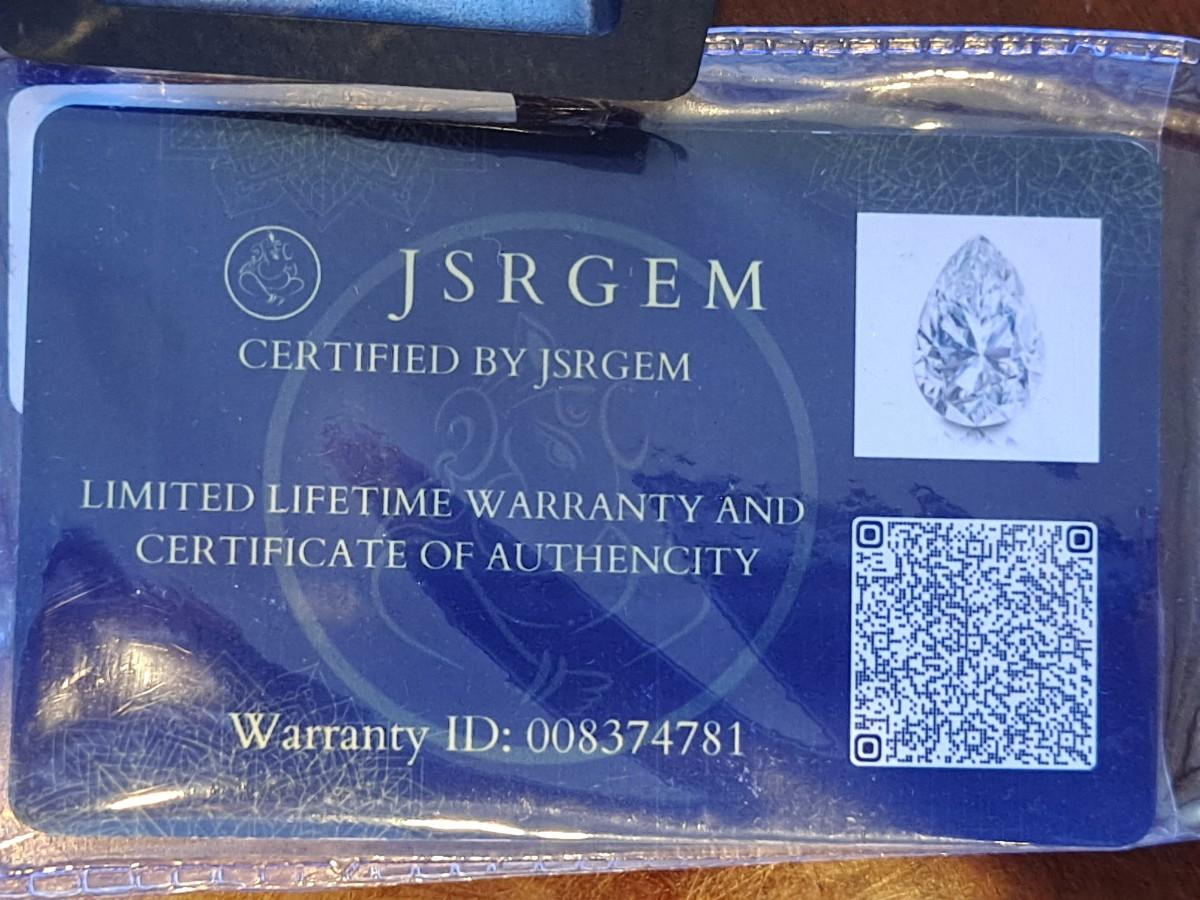 JSRGEM
CERTIFIED BY JSRGEM
LIMITED LIFETIME WARRANTY AND
CERTIFICATE OF AUTHENCITY
Warranty ID: 008374781